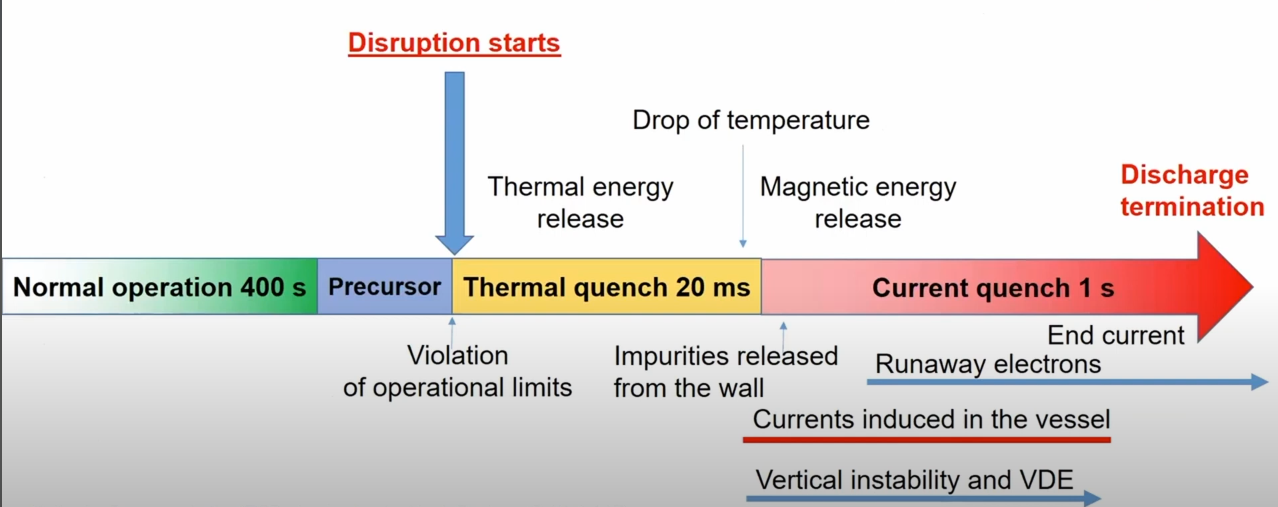 Disruption starts
Drop of temperature
Thermal energy
release
Magnetic energy
release
Discharge
termination
Normal operation 400 s
Precursor
Thermal quench 20 ms
Current quench 1 s
End current
Violation
of operational limits
Impurities released
from the wall
Runaway electrons
Currents induced in the vessel
Vertical instability and VDE